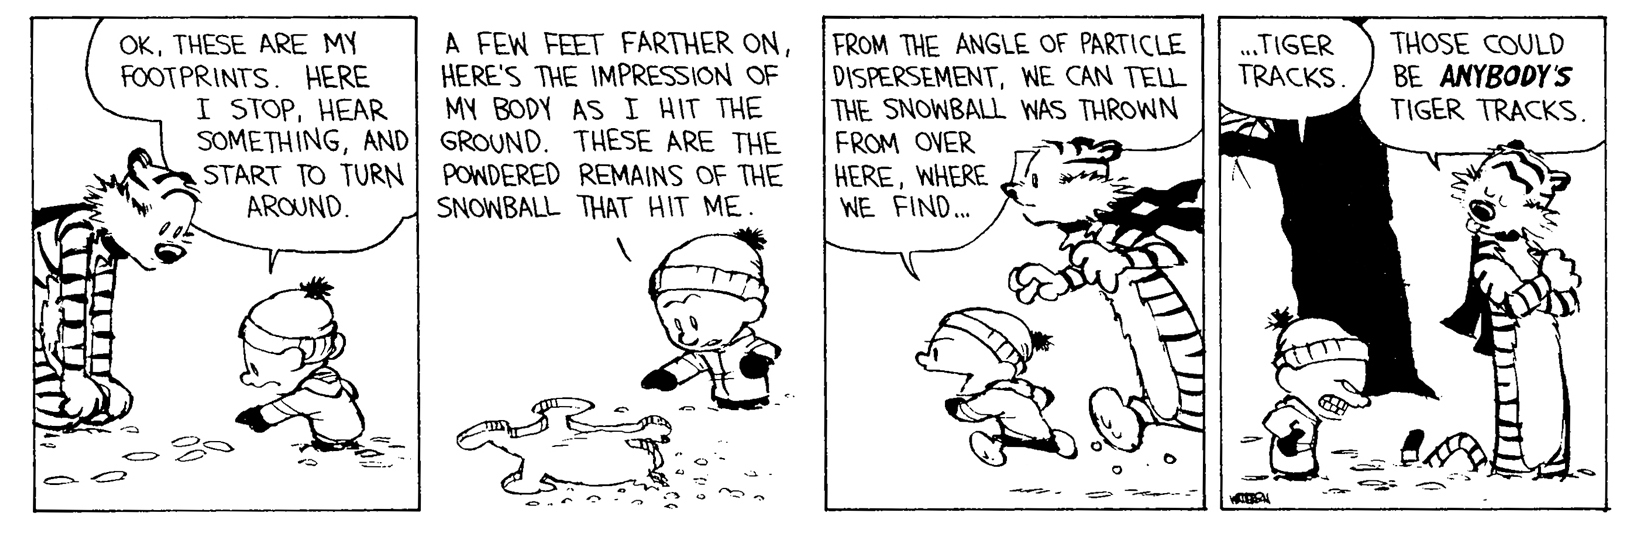 OK, THESE ARE MY
FOOTPRINTS. HERE
I STOP, HEAR
SOMETHING, AND
START TO TURN
AROUND.
A FEW FEET FARTHER ON,
HERE'S THE IMPRESSION OF
MY BODY AS I HIT THE
GROUND. THESE ARE THE
POWDERED REMAINS OF THE
SNOWBALL THAT HIT ME.
FROM THE ANGLE OF PARTICLE
DISPERSEMENT, WE CAN TELL
THE SNOWBALL WAS THROWN
FROM OVER
HERE, WHERE
WE FIND...
...TIGER
TRACKS.
THOSE COULD
BE ANYBODY'S
TIGER TRACKS.
WATTERSON